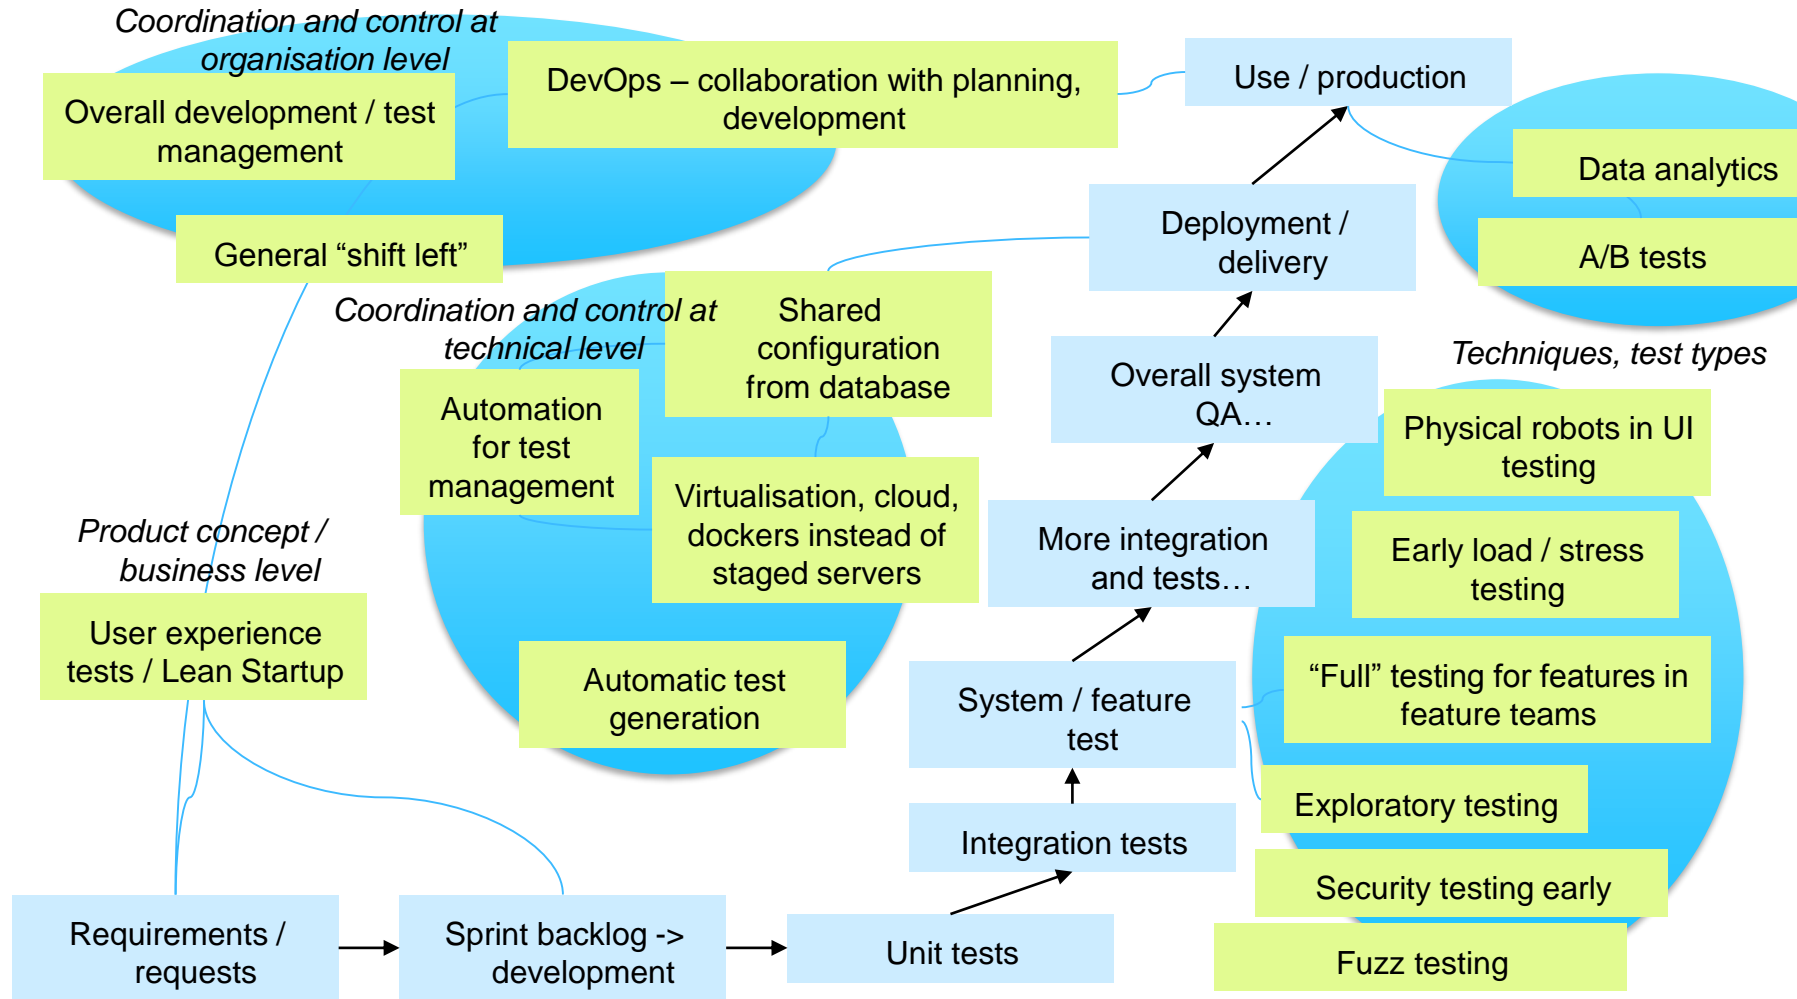 Coordination and control at
organisation level
Overall development / test
management
DevOps – collaboration with planning,
development
Use / production
Data analytics
A/B tests
General “shift left”
Deployment /
delivery
Coordination and control at
technical level
Shared
configuration
from database
Automation
for test
management
Virtualisation, cloud,
dockers instead of
staged servers
Automatic test
generation
Overall system
QA…
Techniques, test types
Physical robots in UI
testing
More integration
and tests…
Early load / stress
testing
Product concept /
business level
User experience
tests / Lean Startup
System / feature
test
“Full” testing for features in
feature teams
Exploratory testing
Integration tests
Security testing early
Requirements /
requests
Sprint backlog ->
development
Unit tests
Fuzz testing